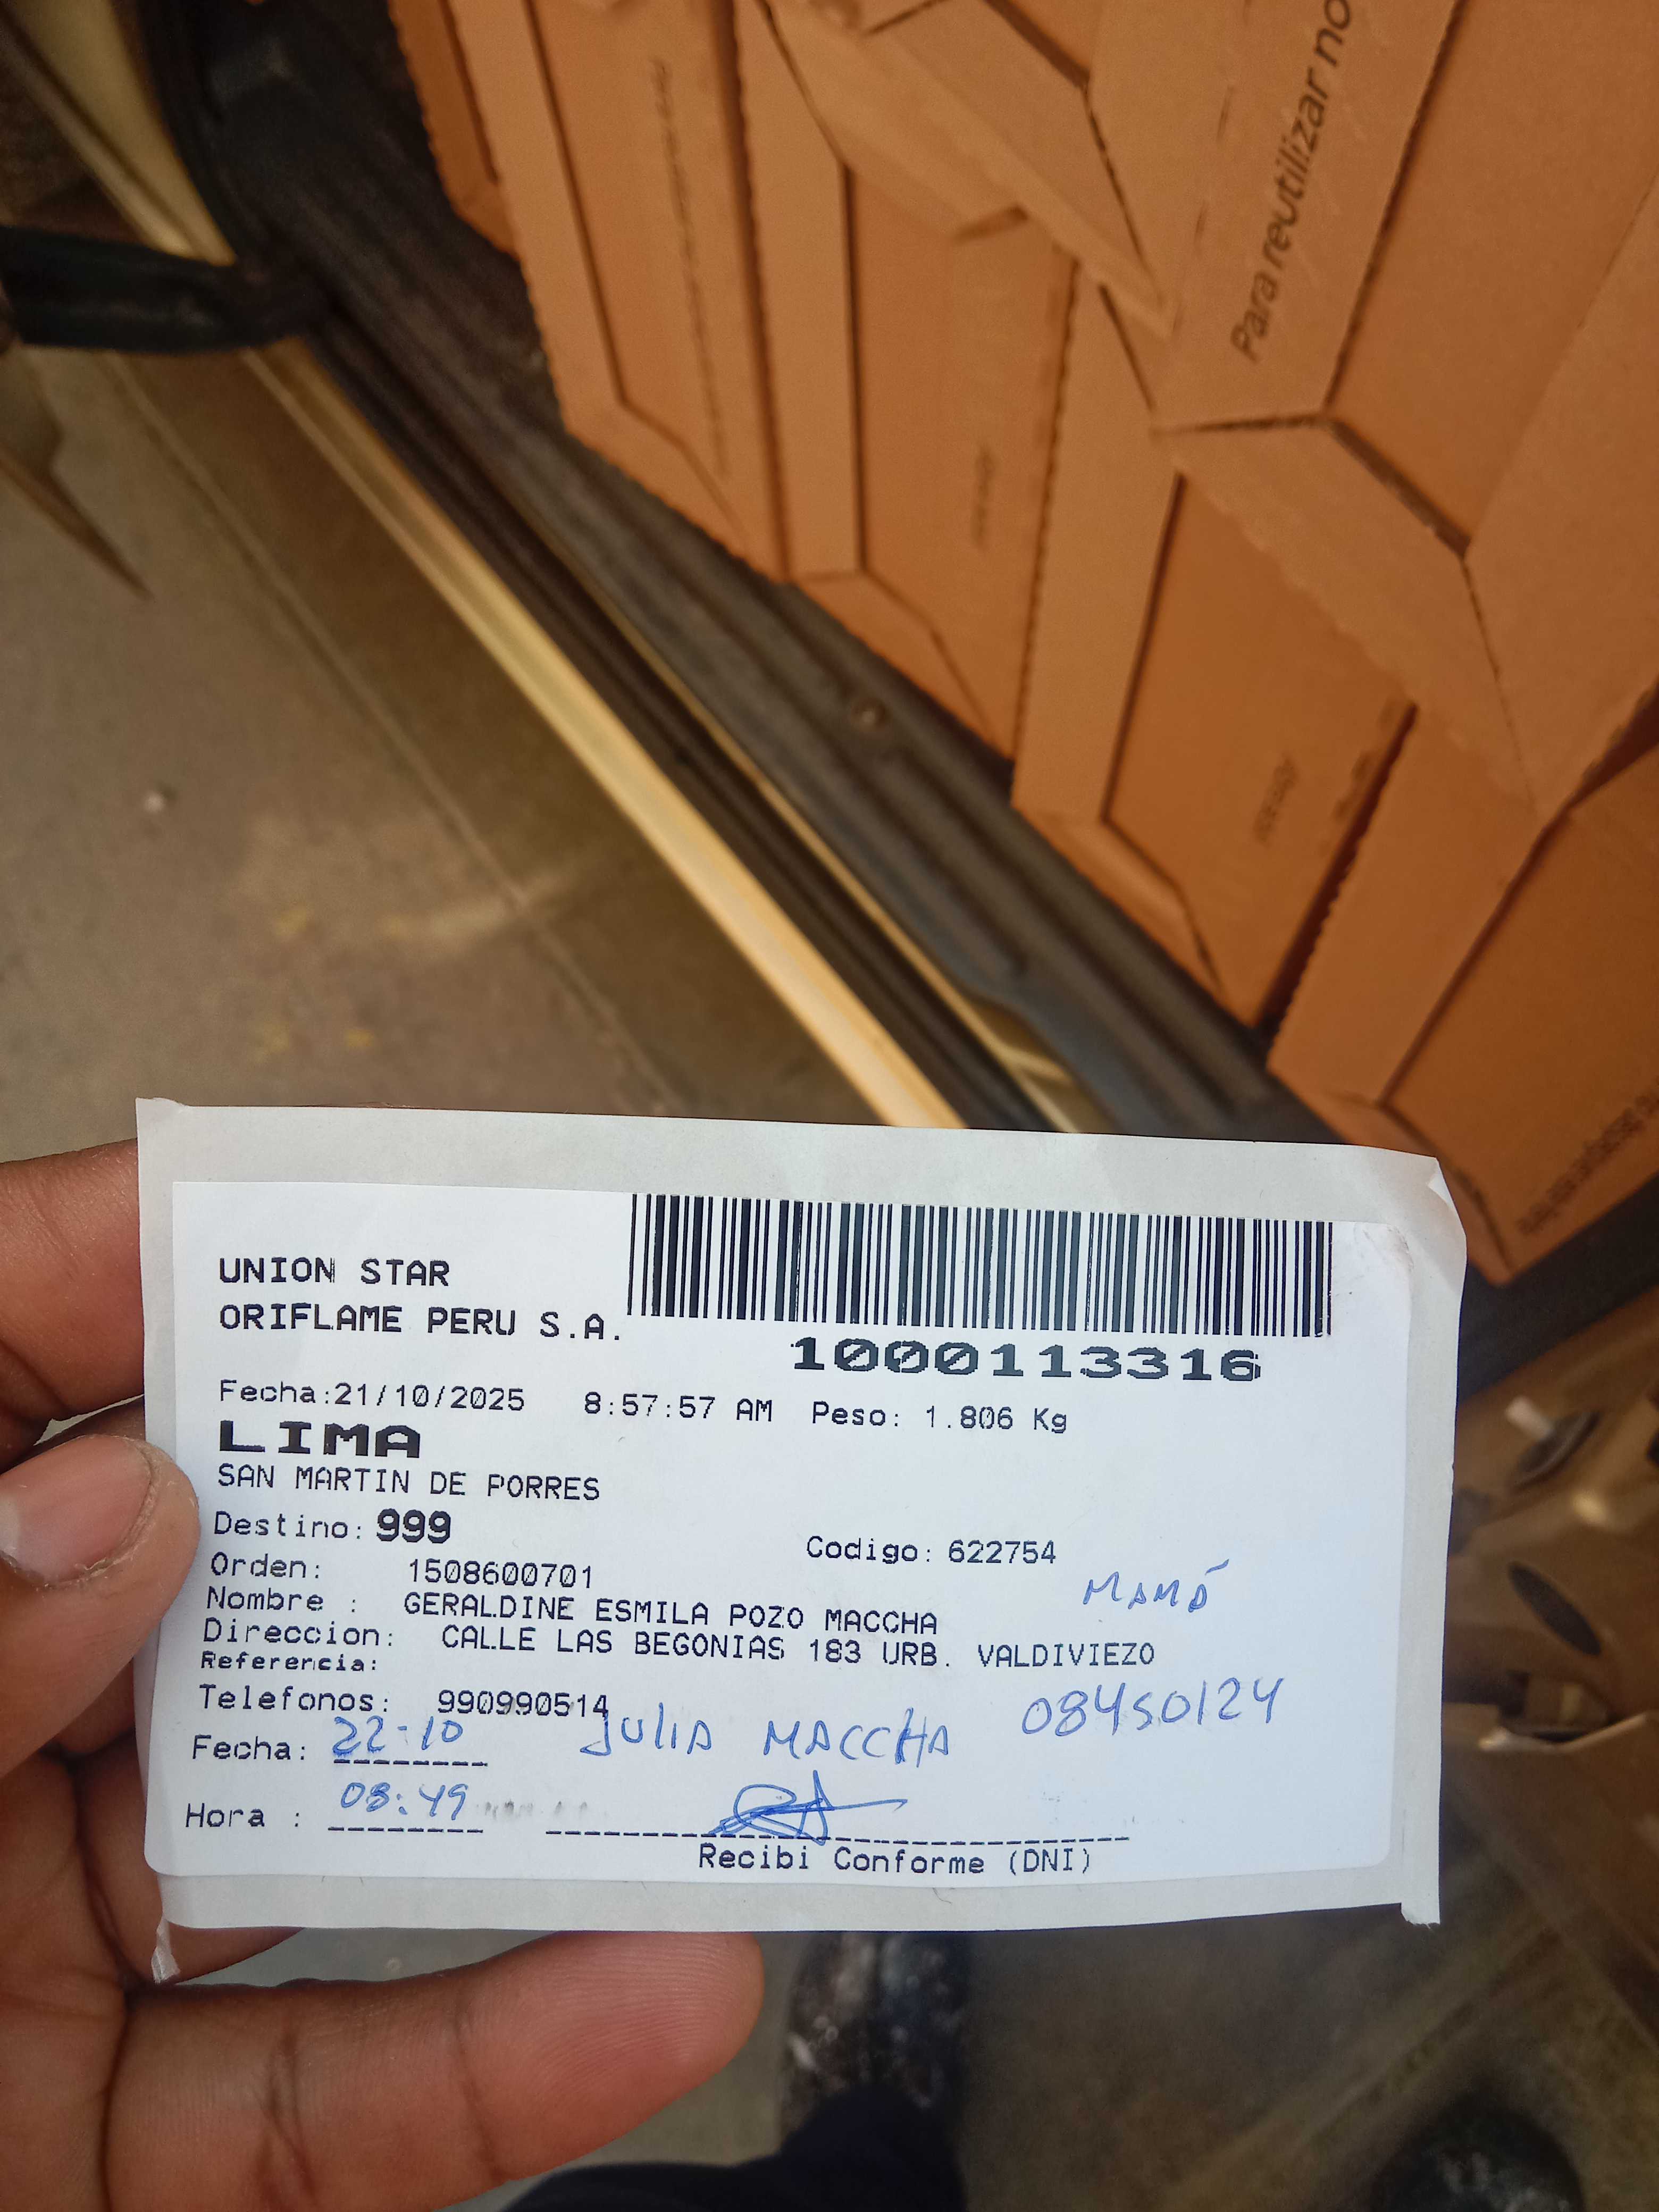 Para reutilizar no
UNION STAR
ORIFLAME PERU S.A.
1000113316
Fecha:21/10/2025 8:57:57 AM Peso: 1.806 Kg
LIMA
SAN MARTIN DE PORRES
Destino: 999
Codigo: 622754
Orden: 1508600701
MAMÁ
Nombre : GERALDINE ESMILA POZO MACCHA
Direccion: CALLE LAS BEGONIAS 183 URB. VALDIVIEZO
Referencia:
Telefonos: 990990514
08450124
Fecha: 22-10 JULIA MACCHA
Hora : 08:49
Recibi Conforme (DNI)